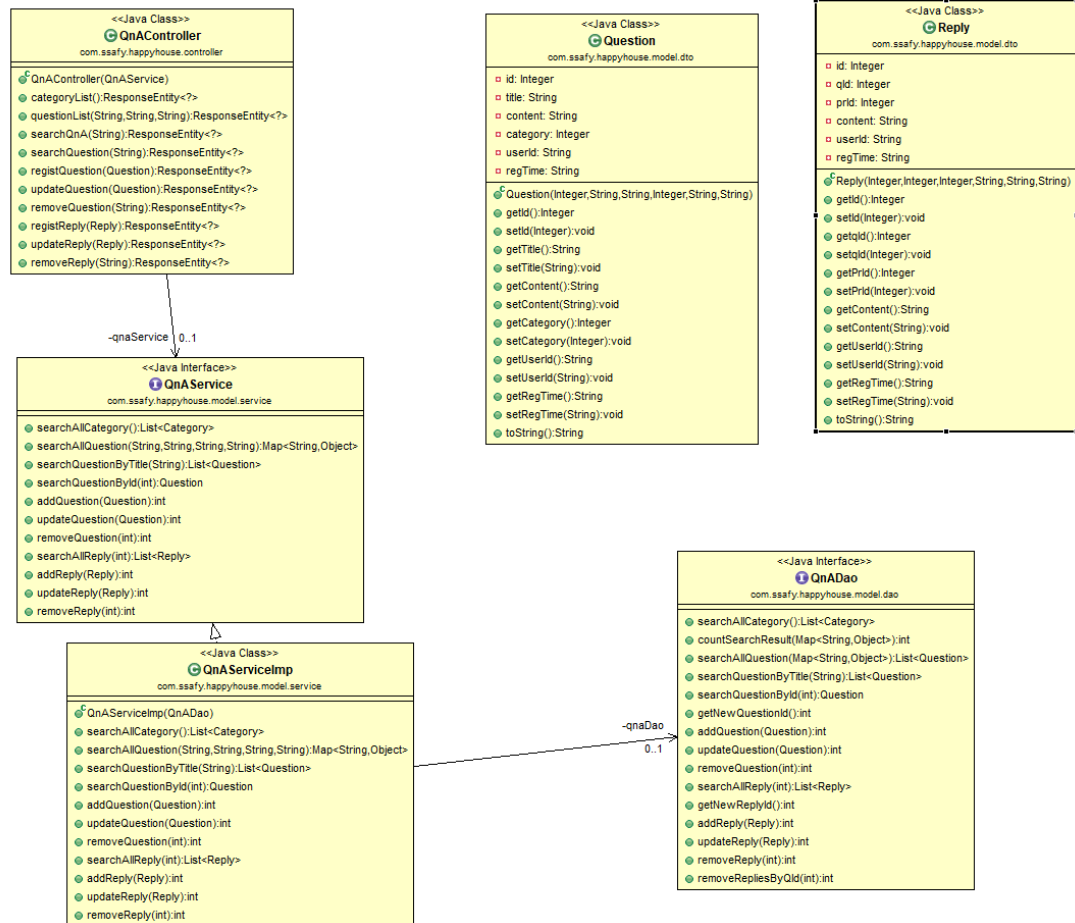 <<Java Class>>
QnAController
com.ssafy.happyhouse.controller
QnAController(QnAService)
categoryList():ResponseEntity<?>
questionList(String,String,String):ResponseEntity<?>
searchQnA(String):ResponseEntity<?>
searchQuestion(String):ResponseEntity<?>
registQuestion(Question):ResponseEntity<?>
updateQuestion(Question):ResponseEntity<?>
removeQuestion(String):ResponseEntity<?>
registReply(Reply):ResponseEntity<?>
updateReply(Reply):ResponseEntity<?>
removeReply(String):ResponseEntity<?>
-qnaService 0..1
<<Java Interface>>
QnAService
com.ssafy.happyhouse.model.service
searchAllCategory():List<Category>
searchAllQuestion(String,String,String,String):Map<String,Object>
searchQuestionByTitle(String):List<Question>
searchQuestionById(int):Question
addQuestion(Question):int
updateQuestion(Question):int
removeQuestion(int):int
searchAllReply(int):List<Reply>
addReply(Reply):int
updateReply(Reply):int
removeReply(int):int
<<Java Class>>
QnAServiceImp
com.ssafy.happyhouse.model.service
QnAServiceImp(QnADao)
searchAllCategory():List<Category>
searchAllQuestion(String,String,String,String):Map<String,Object>
searchQuestionByTitle(String):List<Question>
searchQuestionById(int):Question
addQuestion(Question):int
updateQuestion(Question):int
removeQuestion(int):int
searchAllReply(int):List<Reply>
addReply(Reply):int
updateReply(Reply):int
removeReply(int):int
<<Java Class>>
Question
com.ssafy.happyhouse.model.dto
id: Integer
title: String
content: String
category: Integer
userId: String
regTime: String
Question(Integer,String,String,Integer,String,String)
getId():Integer
setId(Integer):void
getTitle():String
setTitle(String):void
getContent():String
setContent(String):void
getCategory():Integer
setCategory(Integer):void
getUserId():String
setUserId(String):void
getRegTime():String
setRegTime(String):void
toString():String
<<Java Class>>
Reply
com.ssafy.happyhouse.model.dto
id: Integer
qId: Integer
prId: Integer
content: String
userId: String
regTime: String
Reply(Integer,Integer,Integer,String,String,String)
getId():Integer
setId(Integer):void
getqId():Integer
setqId(Integer):void
getPrId():Integer
setPrId(Integer):void
getContent():String
setContent(String):void
getUserId():String
setUserId(String):void
getRegTime():String
setRegTime(String):void
toString():String
-qnaDao
0..1
<<Java Interface>>
QnADao
com.ssafy.happyhouse.model.dao
searchAllCategory():List<Category>
countSearchResult(Map<String,Object>):int
searchAllQuestion(Map<String,Object>):List<Question>
searchQuestionByTitle(String):List<Question>
searchQuestionById(int):Question
getNewQuestionId():int
addQuestion(Question):int
updateQuestion(Question):int
removeQuestion(int):int
searchAllReply(int):List<Reply>
getNewReplyId():int
addReply(Reply):int
updateReply(Reply):int
removeReply(int):int
removeRepliesByQId(int):int